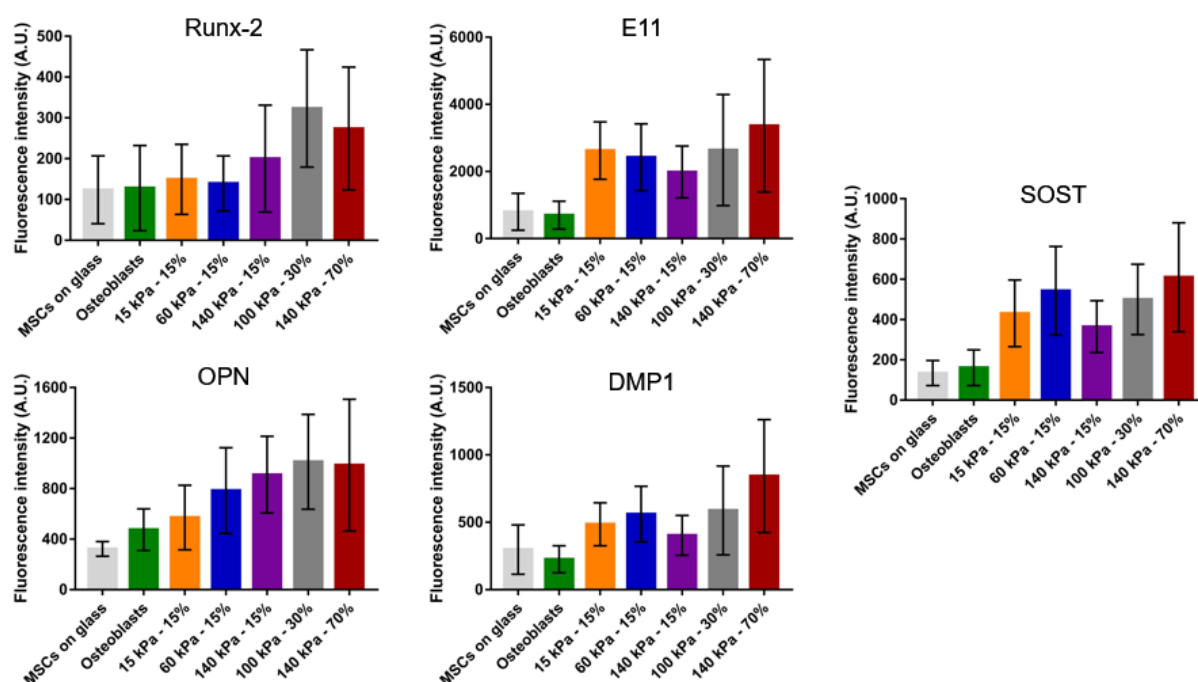 Runx-2
Fluorescence intensity (A.U.)
500
400
300
200
100
0
MSCs on glass
Osteoblasts
15 kPa - 15%
60 kPa - 15%
140 kPa - 15%
100 kPa - 30%
140 kPa - 70%
E11
Fluorescence intensity (A.U.)
6000
4000
2000
0
MSCs on glass
Osteoblasts
15 kPa - 15%
60 kPa - 15%
140 kPa - 15%
100 kPa - 30%
140 kPa - 70%
SOST
Fluorescence intensity (A.U.)
1000
800
600
400
200
0
MSCs on glass
Osteoblasts
15 kPa - 15%
60 kPa - 15%
140 kPa - 15%
100 kPa - 30%
140 kPa - 70%
OPN
Fluorescence intensity (A.U.)
1600
1200
800
400
0
MSCs on glass
Osteoblasts
15 kPa - 15%
60 kPa - 15%
140 kPa - 15%
100 kPa - 30%
140 kPa - 70%
DMP1
Fluorescence intensity (A.U.)
1500
1000
500
0
MSCs on glass
Osteoblasts
15 kPa - 15%
60 kPa - 15%
140 kPa - 15%
100 kPa - 30%
140 kPa - 70%